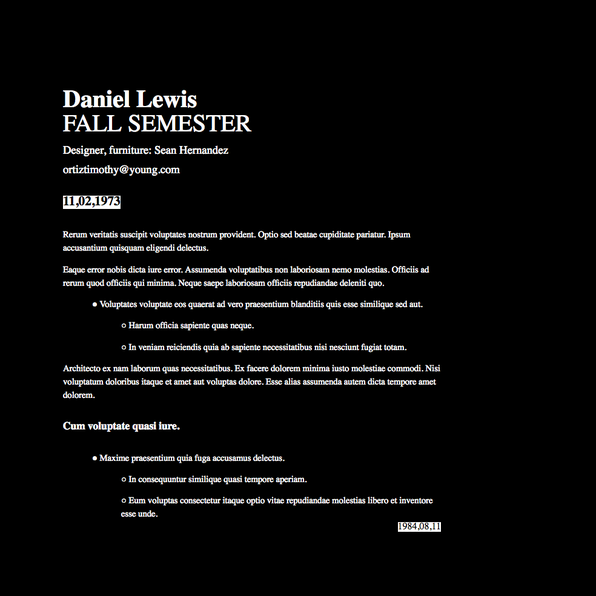 Daniel Lewis
FALL SEMESTER
Designer, furniture: Sean Hernandez
ortiztimothy@young.com
11,02,1973
Rerum veritatis suscipit voluptates nostrum provident. Optio sed beatae cupiditate pariatur. Ipsum
accusantium quisquam eligendi delectus.
Eaque error nobis dicta iure error. Assumenda voluptatibus non laboriosam nemo molestias. Officiis ad
rerum quod officiis qui minima. Neque saepe laboriosam officiis repudiandae deleniti quo.
● Voluptates voluptate eos quaerat ad vero praesentium blanditiis quis esse similique sed aut.
○ Harum officia sapiente quas neque.
○ In veniam reiciendis quia ab sapiente necessitatibus nisi nesciunt fugiat totam.
Architecto ex nam laborum quas necessitatibus. Ex facere dolorem minima iusto molestiae commodi. Nisi
voluptatum doloribus itaque et amet aut voluptas dolore. Esse alias assumenda autem dicta tempore amet
dolorem.
Cum voluptate quasi iure.
● Maxime praesentium quia fuga accusamus delectus.
○ In consequuntur similique quasi tempore aperiam.
○ Eum voluptas consectetur itaque optio vitae repudiandae molestias libero et inventore
esse unde.
1984,08,11